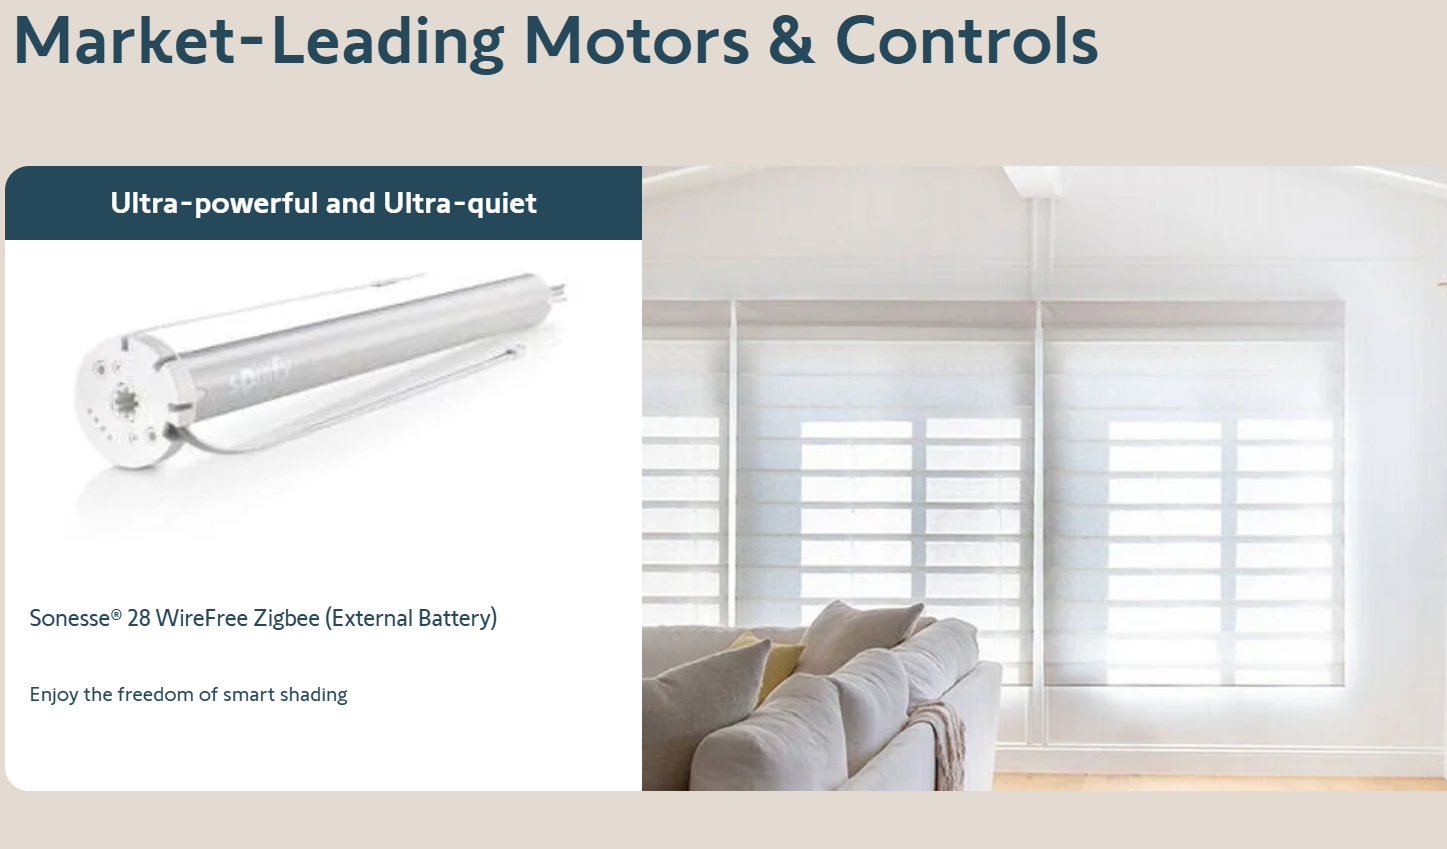 Market-Leading Motors & Controls
Ultra-powerful and Ultra-quiet
somfy
Sonesse® 28 WireFree Zigbee (External Battery)
Enjoy the freedom of smart shading